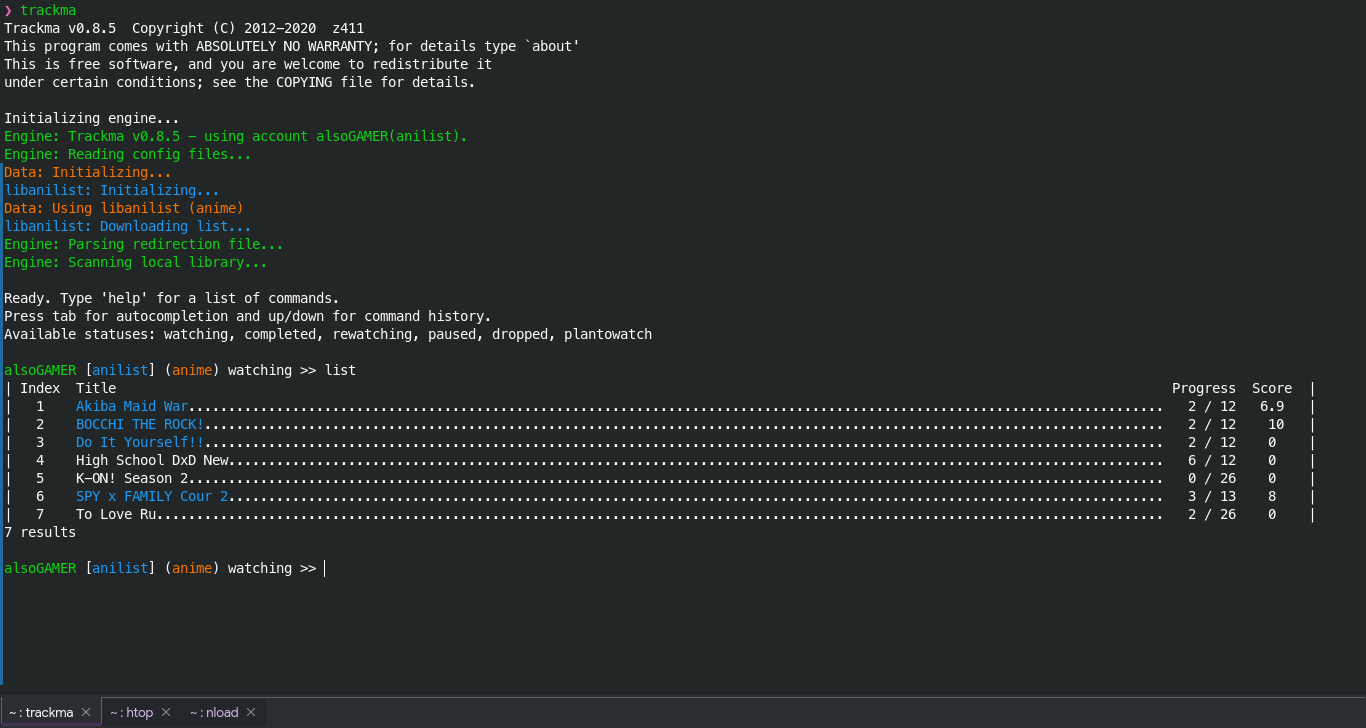 ❯ trackma
Trackma v0.8.5  Copyright (C) 2012-2020  z411
This program comes with ABSOLUTELY NO WARRANTY; for details type `about'
This is free software, and you are welcome to redistribute it
under certain conditions; see the COPYING file for details.
Initializing engine...
Engine: Trackma v0.8.5 - using account alsoGAMER(anilist).
Engine: Reading config files...
Data: Initializing...
libanilist: Initializing...
Data: Using libanilist (anime)
libanilist: Downloading list...
Engine: Parsing redirection file...
Engine: Scanning local library...
Ready. Type 'help' for a list of commands.
Press tab for autocompletion and up/down for command history.
Available statuses: watching, completed, rewatching, paused, dropped, plantowatch
alsoGAMER [anilist] (anime) watching >> list
| Index  Title  Progress  Score  |
|   1    Akiba Maid War..........................................................................................................................  2 / 12   6.9   |
|   2    BOCCHI THE ROCK!........................................................................................................................  2 / 12    10   |
|   3    Do It Yourself!!........................................................................................................................  2 / 12    0    |
|   4    High School DxD New.....................................................................................................................  6 / 12    0    |
|   5    K-ON! Season 2..........................................................................................................................  0 / 26    0    |
|   6    SPY x FAMILY Cour 2.....................................................................................................................  3 / 13    8    |
|   7    To Love Ru..............................................................................................................................  2 / 26    0    |
7 results
alsoGAMER [anilist] (anime) watching >>
~ : trackma ~ : htop ~ : nload